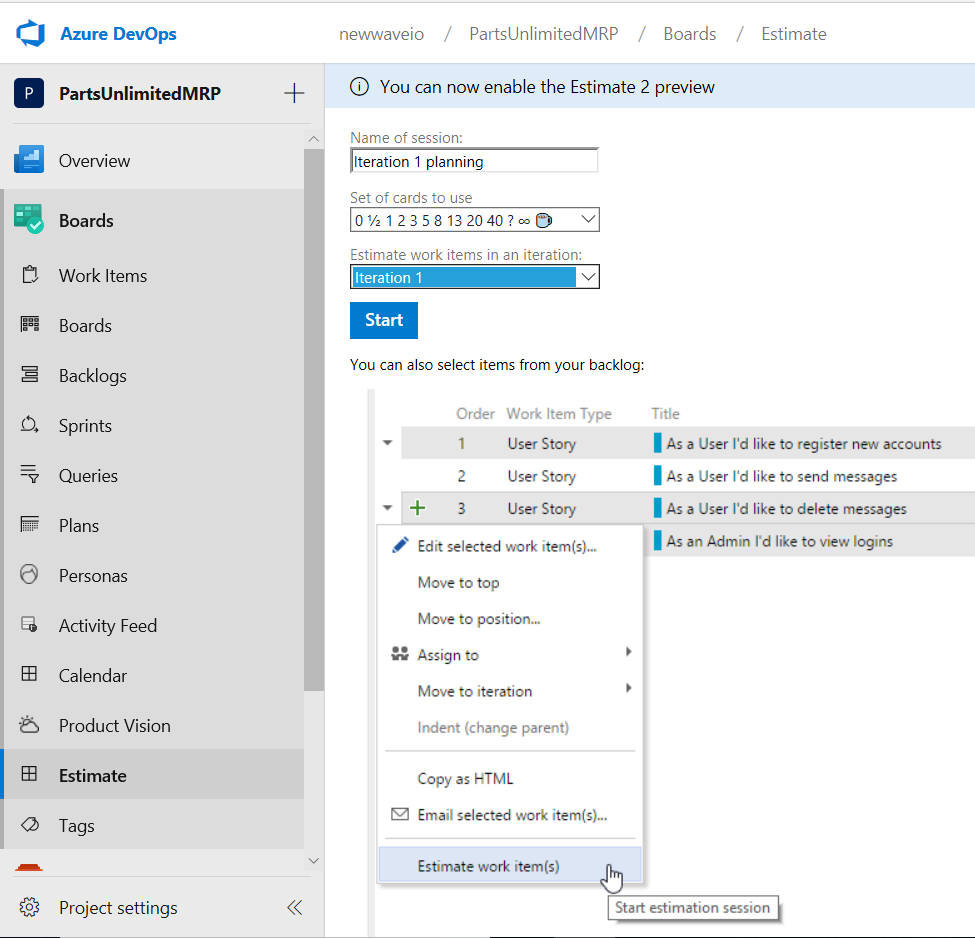 Azure DevOps
newwaveio / PartsUnlimitedMRP / Boards / Estimate
P PartsUnlimitedMRP
Overview
Boards
Work Items
Boards
Backlogs
Sprints
Queries
Plans
Personas
Activity Feed
Calendar
Product Vision
Estimate
Tags
Project settings
You can now enable the Estimate 2 preview
Name of session:
Iteration 1 planning
Set of cards to use
0 ½ 1 2 3 5 8 13 20 40 ? ∞
Estimate work items in an iteration:
Iteration 1
Start
You can also select items from your backlog:
Order Work Item Type Title
1 User Story As a User I'd like to register new accounts
2 User Story As a User I'd like to send messages
3 User Story As a User I'd like to delete messages
As an Admin I'd like to view logins
Edit selected work item(s)...
Move to top
Move to position...
Assign to
Move to iteration
Indent (change parent)
Copy as HTML
Email selected work item(s)...
Estimate work item(s)
Start estimation session